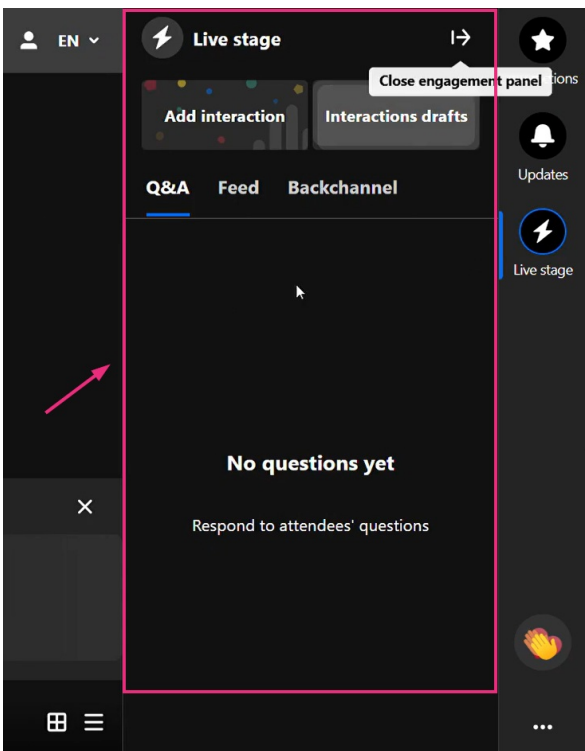 EN
Live stage
Close engagement panel
tions
Add interaction
Interactions drafts
Updates
Q&A
Feed
Backchannel
Live stage
No questions yet
Respond to attendees' questions